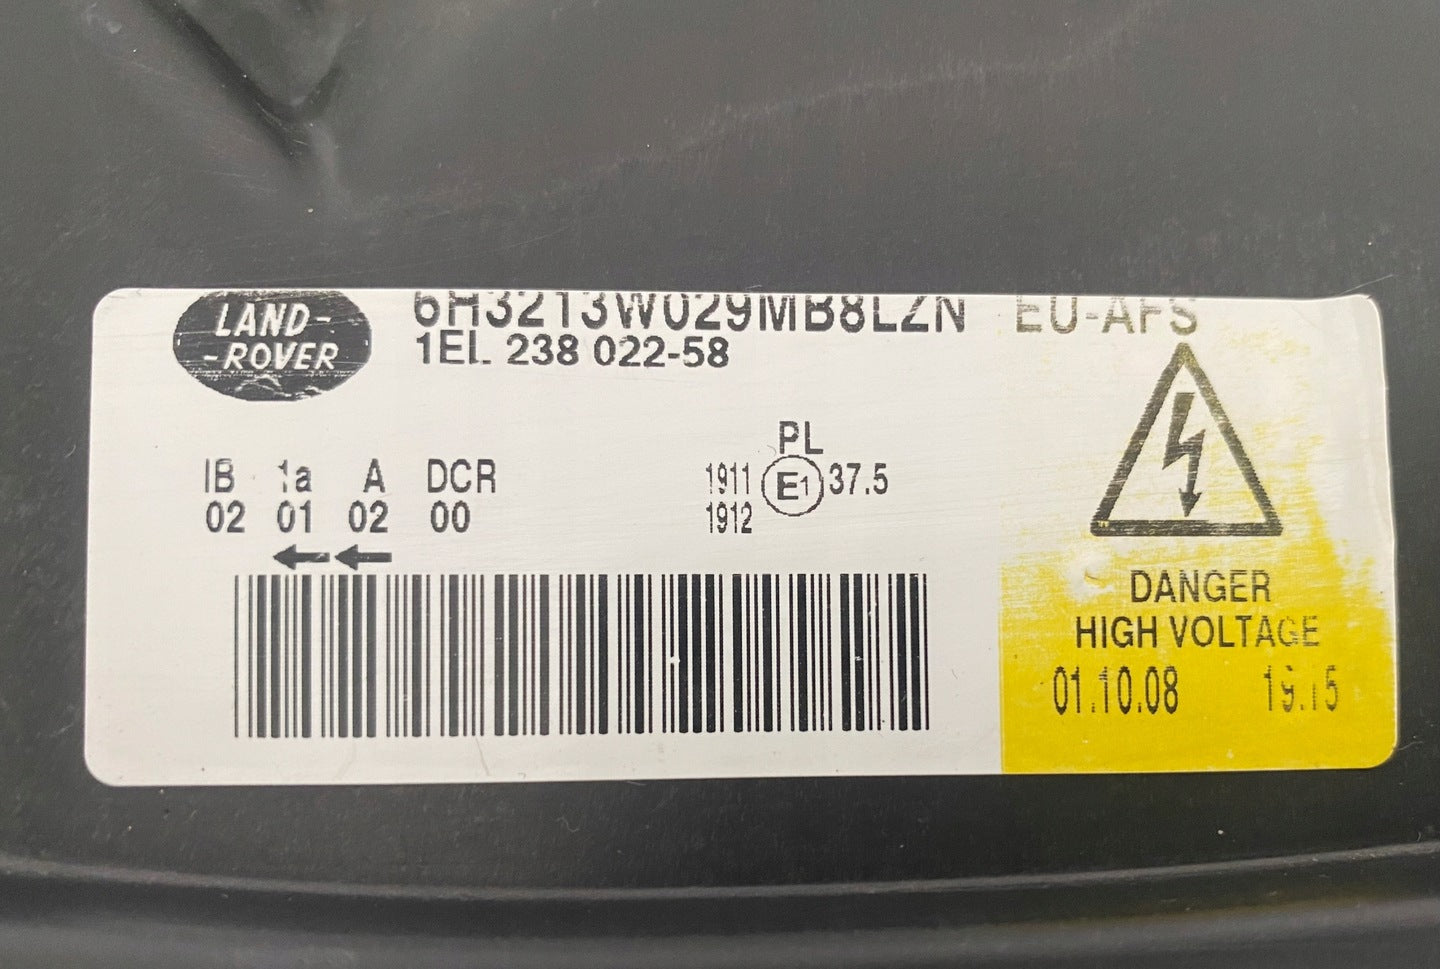 LAND-
-ROVER
6H3213W029MB8LZN EU-AFS
1EL 238 022-58
PL
IB 1a A DCR
02 01 02 00
1911 E1 37.5
1912
DANGER
HIGH VOLTAGE
01.10.08